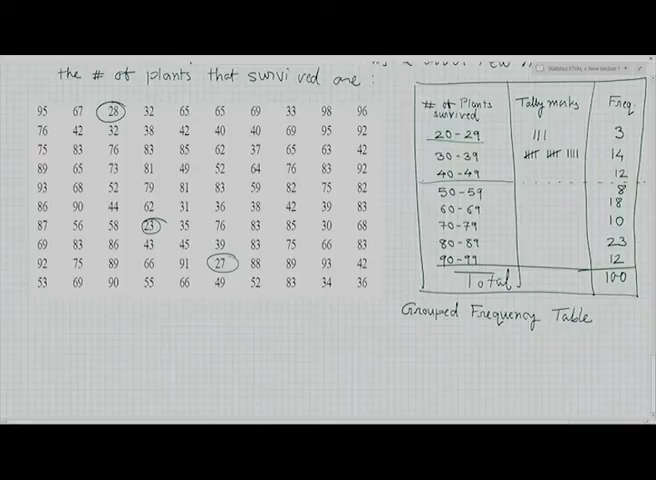 the # of plants that survived are :
95 67 28 32 65 65 69 33 98 96
76 42 32 38 42 40 40 69 95 92
75 83 76 83 85 62 37 65 63 42
89 65 73 81 49 52 64 76 83 92
93 68 52 79 81 83 59 82 75 82
86 90 44 62 31 36 38 42 39 83
87 56 58 23 35 76 83 85 30 68
69 83 86 43 45 39 83 75 66 83
92 75 89 66 91 27 88 89 93 42
53 69 90 55 66 49 52 83 34 36
# of Plants survived Tally marks Freq.
20-29 ||| 3
30-39 |||| |||| |||| 14
40-49 12
50-59 8
60-69 18
70-79 10
80-89 23
90-99 12
Total 100
Grouped Frequency Table